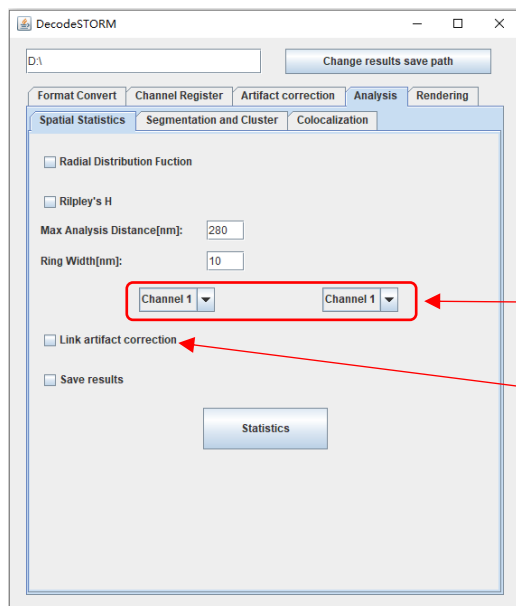 DecodeSTORM
D:\
Change results save path
Format Convert Channel Register Artifact correction Analysis Rendering
Spatial Statistics Segmentation and Cluster Colocalization
Radial Distribution Fuction
Rilpley's H
Max Analysis Distance[nm]: 280
Ring Width[nm]: 10
Channel 1 Channel 1
Link artifact correction
Save results
Statistics